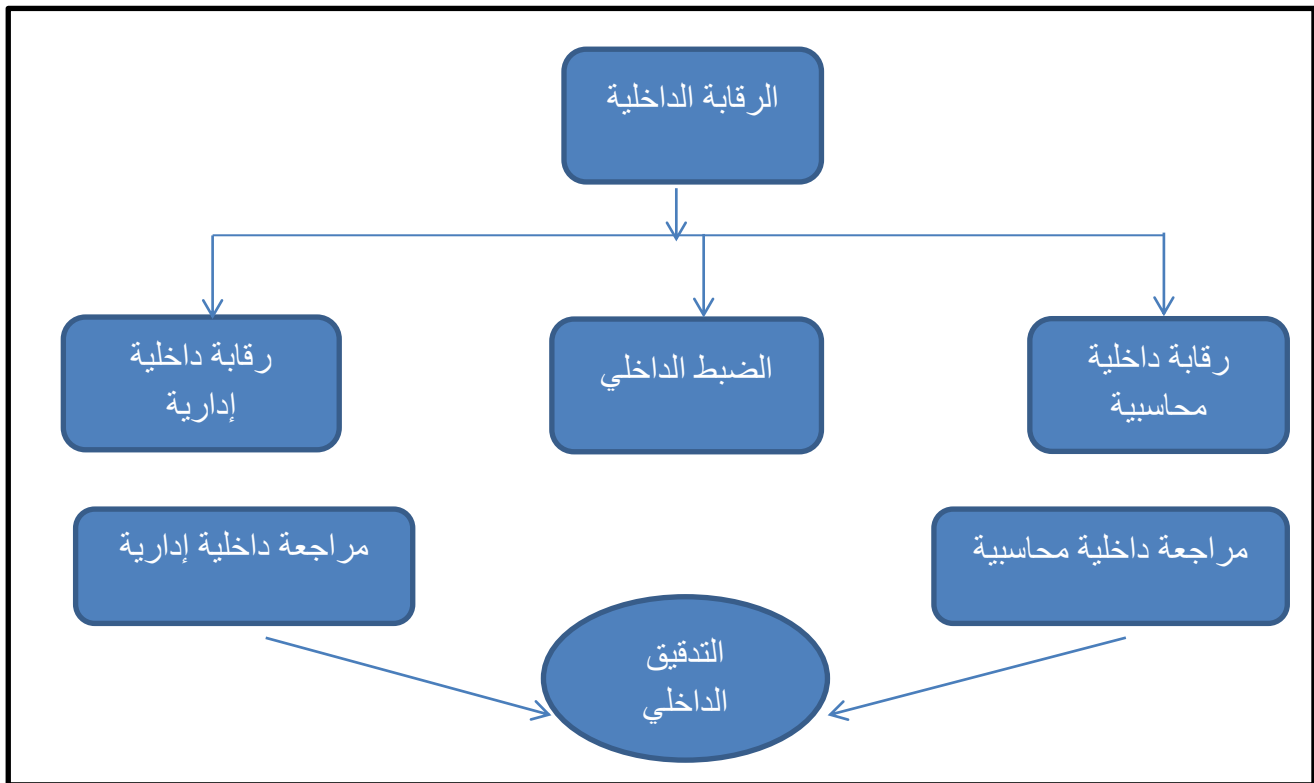 الرقابة الداخلية
رقابة داخلية
محاسبية
الضبط الداخلي
رقابة داخلية
إدارية
مراجعة داخلية محاسبية
مراجعة داخلية إدارية
التدقيق
الداخلي